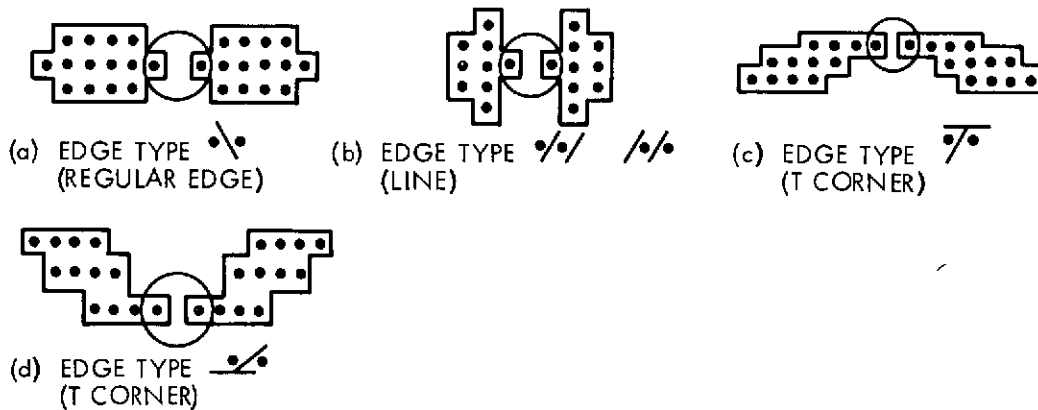 (a) EDGE TYPE
(REGULAR EDGE)
(b) EDGE TYPE
(LINE)
(c) EDGE TYPE
(T CORNER)
(d) EDGE TYPE
(T CORNER)